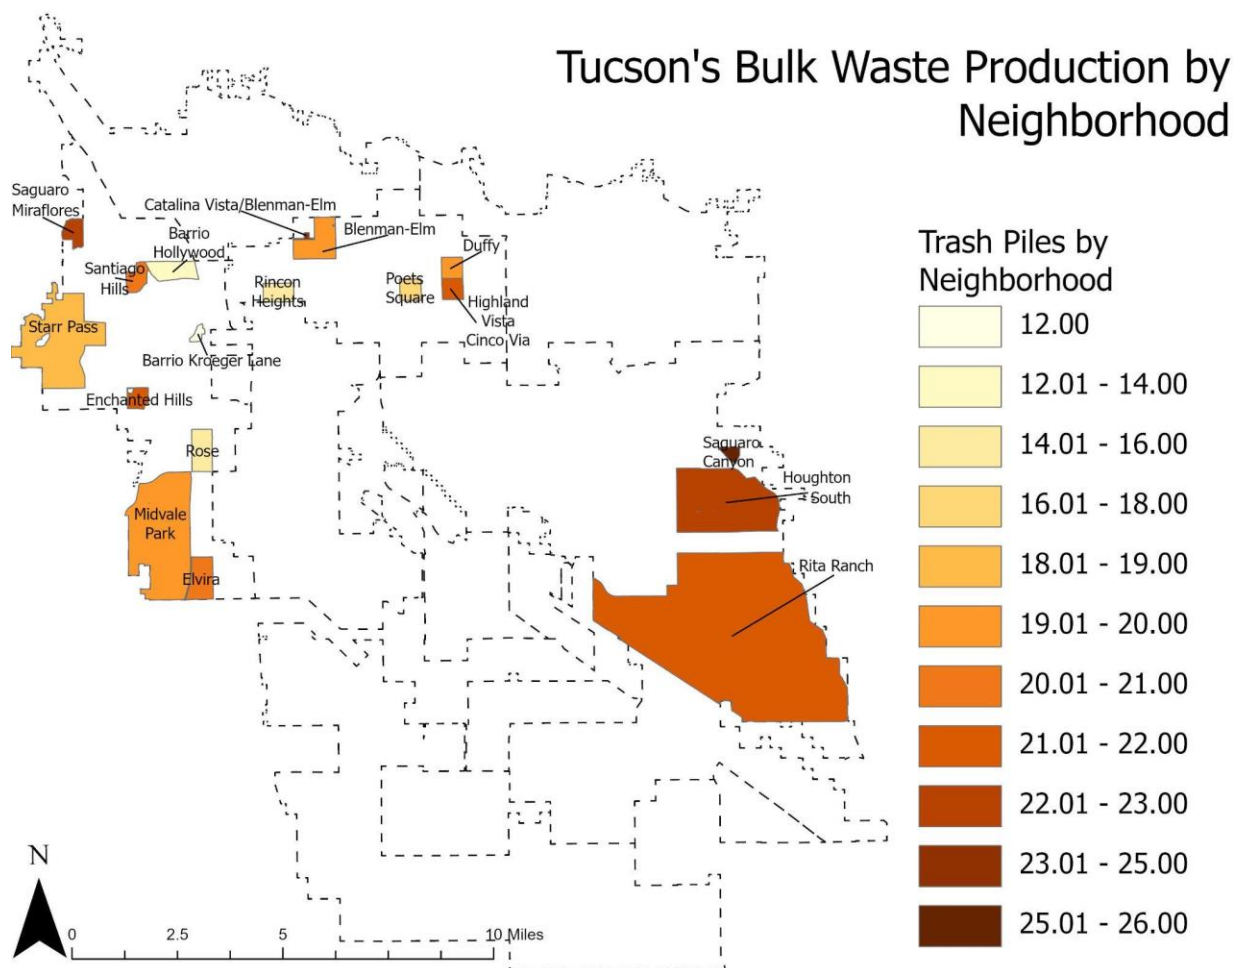 Tucson's Bulk Waste Production by
Neighborhood
Saguaro
Miraflores
Catalina Vista/Blenman-Elm
Barrio
Hollywood
Blenman-Elm
Duffy
Santiago
Hills
Rincon
Heights
Poets
Square
Highland
Vista
Cinco Via
Starr Pass
Barrio Kroeger Lane
Enchanted Hills
Rose
Saguaro
Canyon
Houghton
South
Midvale
Park
Elvira
Rita Ranch
Trash Piles by
Neighborhood
12.00
12.01 - 14.00
14.01 - 16.00
16.01 - 18.00
18.01 - 19.00
19.01 - 20.00
20.01 - 21.00
21.01 - 22.00
22.01 - 23.00
23.01 - 25.00
25.01 - 26.00
N
0 2.5 5 10 Miles